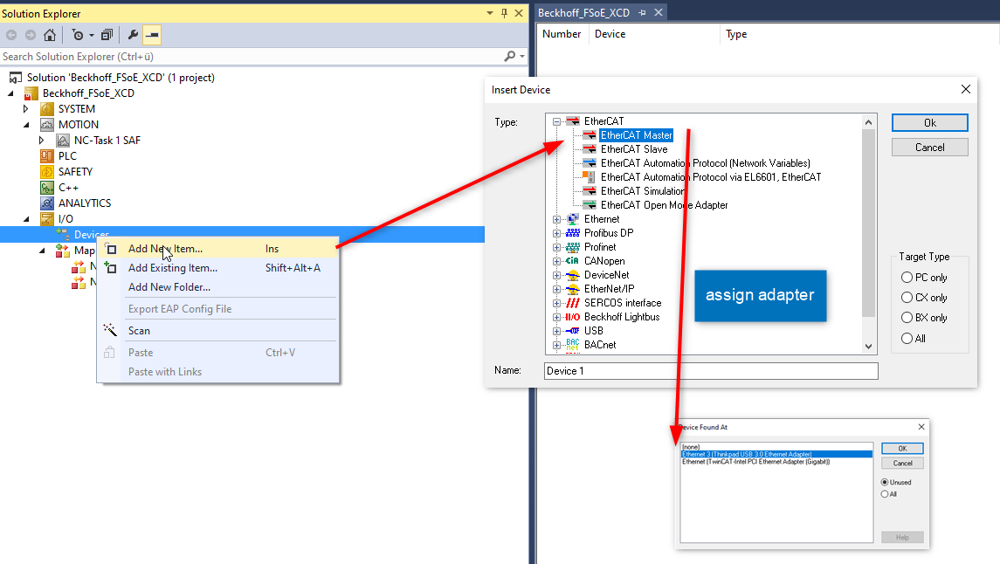 Solution Explorer
Search Solution Explorer (Ctrl+ü)
Solution 'Beckhoff_FSoE_XCD' (1 project)
Beckhoff_FSoE_XCD
SYSTEM
MOTION
NC-Task 1 SAF
PLC
SAFETY
C++
ANALYTICS
I/O
Devices
Map
N
N
Add New Item... Ins
Add Existing Item... Shift+Alt+A
Add New Folder...
Export EAP Config File
Scan
Paste Ctrl+V
Paste with Links
Beckhoff_FSoE_XCD
Number Device Type
Insert Device
Type:
EtherCAT
EtherCAT Master
EtherCAT Slave
EtherCAT Automation Protocol (Network Variables)
EtherCAT Automation Protocol via EL6601, EtherCAT
EtherCAT Simulation
EtherCAT Open Mode Adapter
Ethernet
Profibus DP
Profinet
CANopen
DeviceNet
EtherNet/IP
SERCOS interface
Beckhoff Lightbus
USB
BACnet
Ok
Cancel
Target Type
PC only
CX only
BX only
All
Name: Device 1
assign adapter
Device Found At
(none)
Ethernet 3 (Thinkpad USB 3.0 Ethernet Adapter)
Ethernet (TwinCAT-Intel PCI Ethernet Adapter (Gigabit))
OK
Cancel
Unused
All
Help